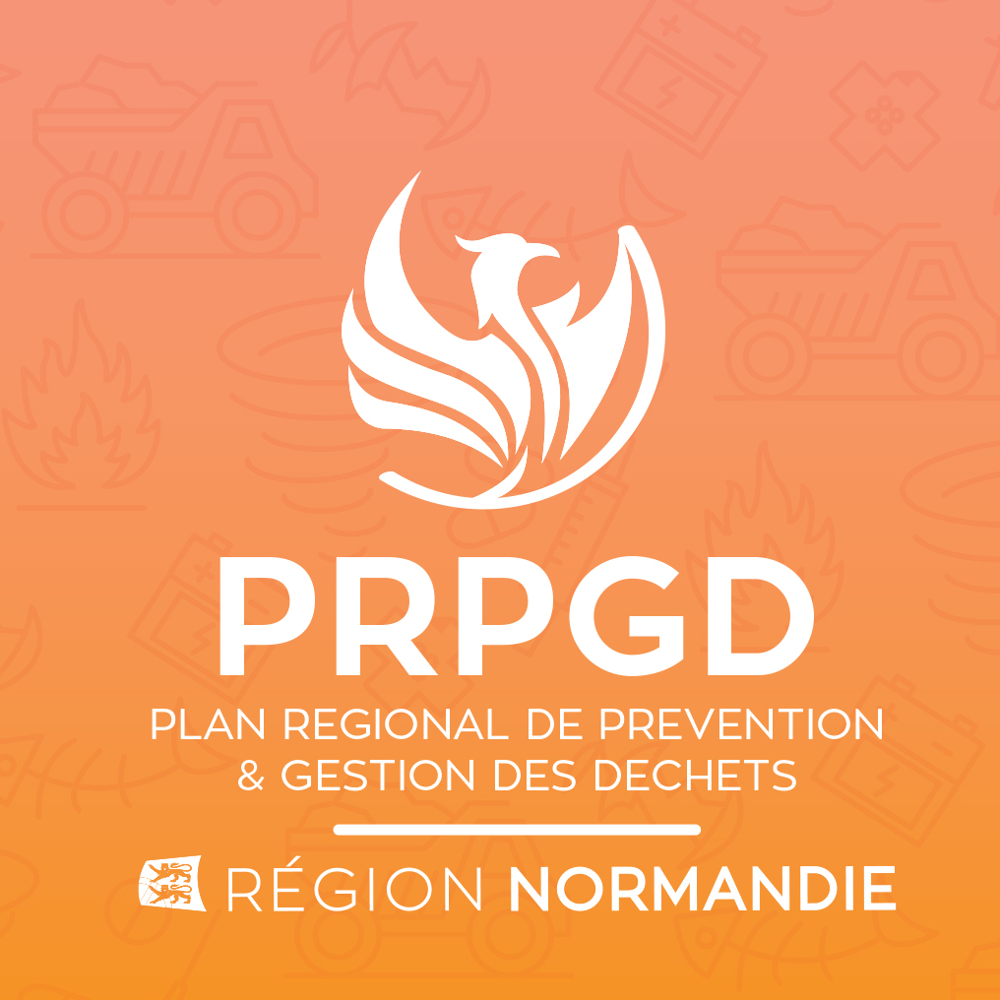 PRPGD
PLAN REGIONAL DE PREVENTION
& GESTION DES DECHETS
RÉGION NORMANDIE